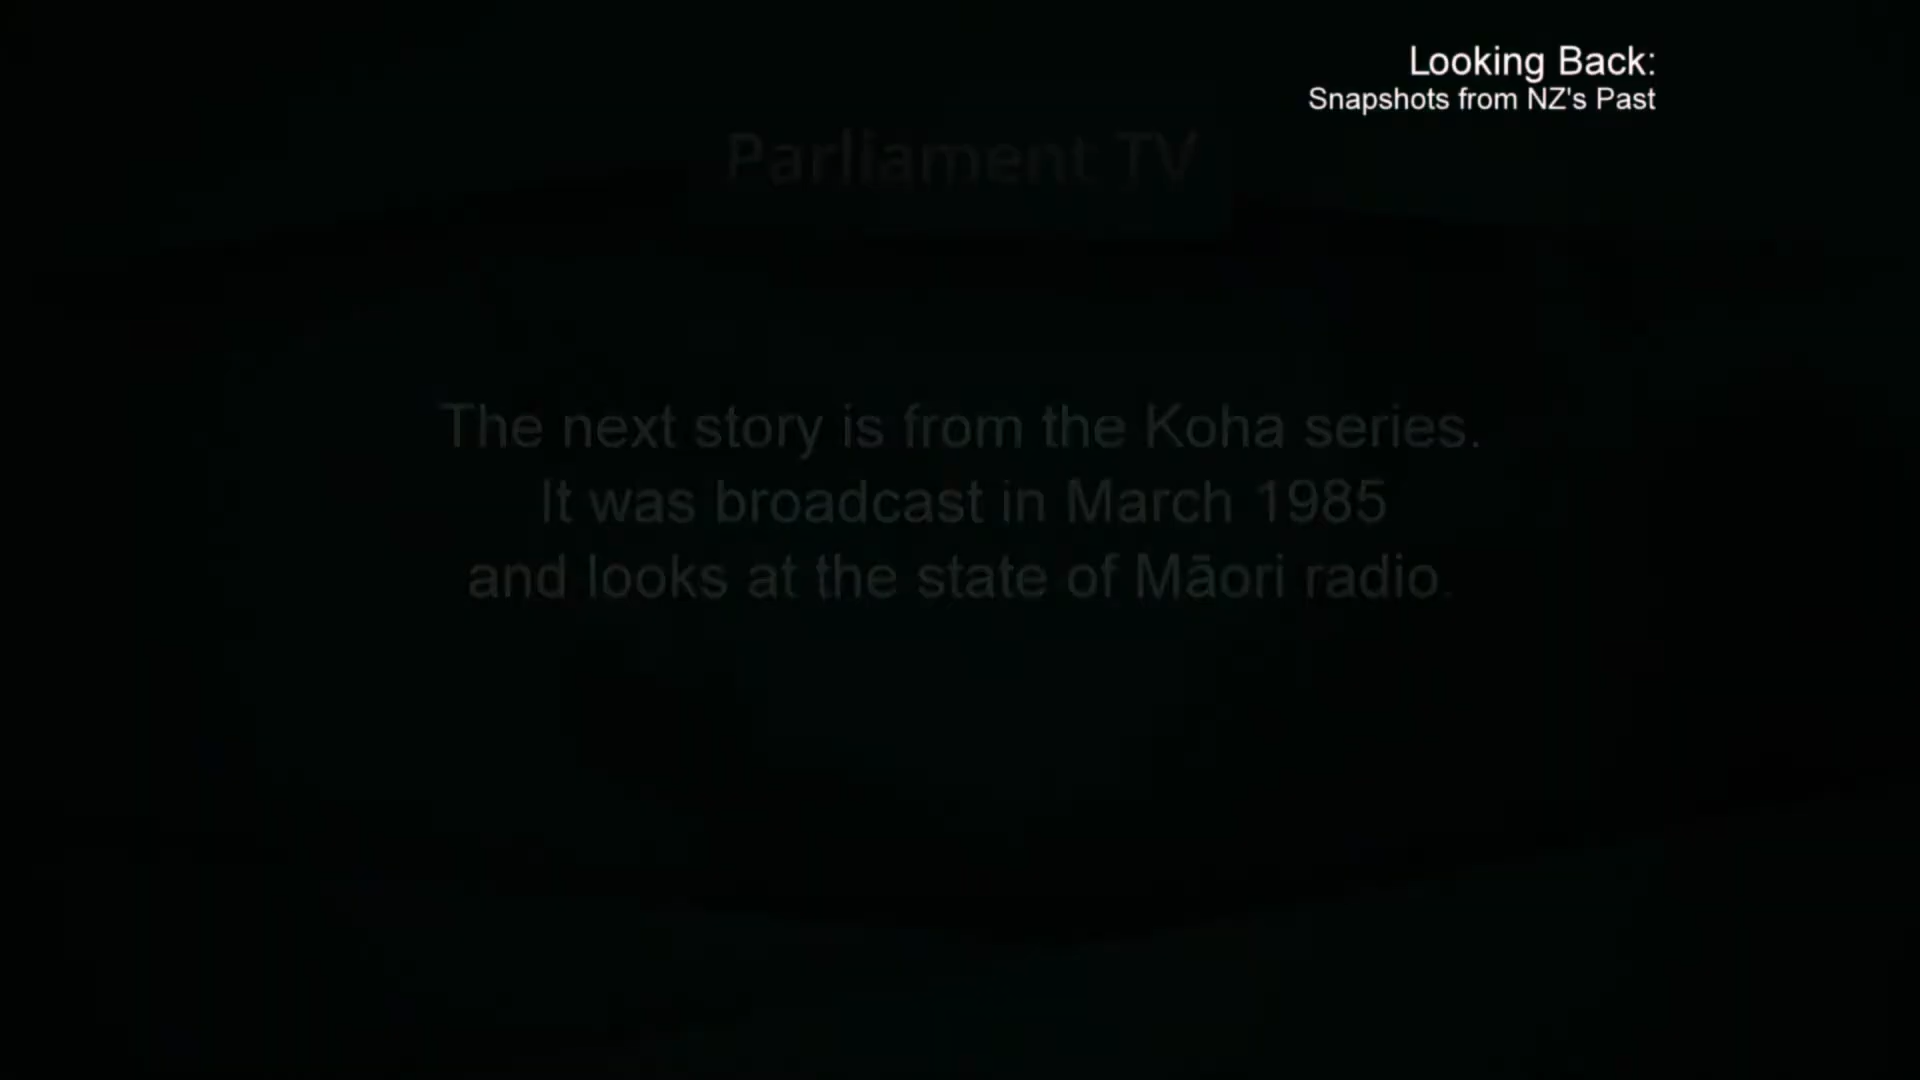 Looking Back:
Snapshots from NZ's Past
Parliament TV
The next story is from the Koha series.
It was broadcast in March 1985
and looks at the state of Māori radio.